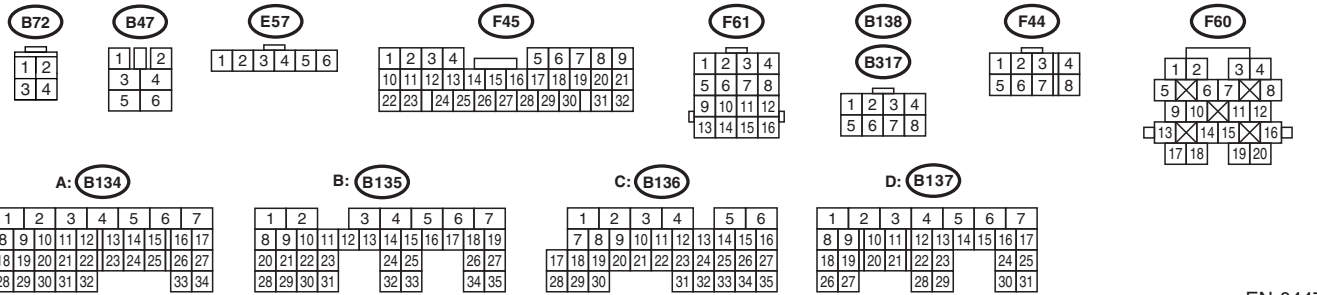 B72 B47 E57 F45 F61 B138 F44 F60
B317
1 2
3 4
1 2
3 4
5 6
1 2 3 4 5 6
1 2 3 4 5 6 7 8 9
10 11 12 13 14 15 16 17 18 19 20 21
22 23 24 25 26 27 28 29 30 31 32
1 2 3 4
5 6 7 8
9 10 11 12
13 14 15 16
1 2 3 4
5 6 7 8
1 2 3 4
5 6 7 8
1 2 3 4
5 6 7 8
9 10 11 12
13 14 15 16
17 18 19 20
A: B134 B: B135 C: B136 D: B137
1 2 3 4 5 6 7
8 9 10 11 12 13 14 15 16 17
18 19 20 21 22 23 24 25 26 27
28 29 30 31 32 33 34
1 2 3 4 5 6 7
8 9 10 11 12 13 14 15 16 17 18 19
20 21 22 23 24 25 26 27
28 29 30 31 32 33 34 35
1 2 3 4 5 6
7 8 9 10 11 12 13 14 15 16
17 18 19 20 21 22 23 24 25 26 27
28 29 30 31 32 33 34 35
1 2 3 4 5 6 7
8 9 10 11 12 13 14 15 16 17
18 19 20 21 22 23 24 25
26 27 28 29 30 31